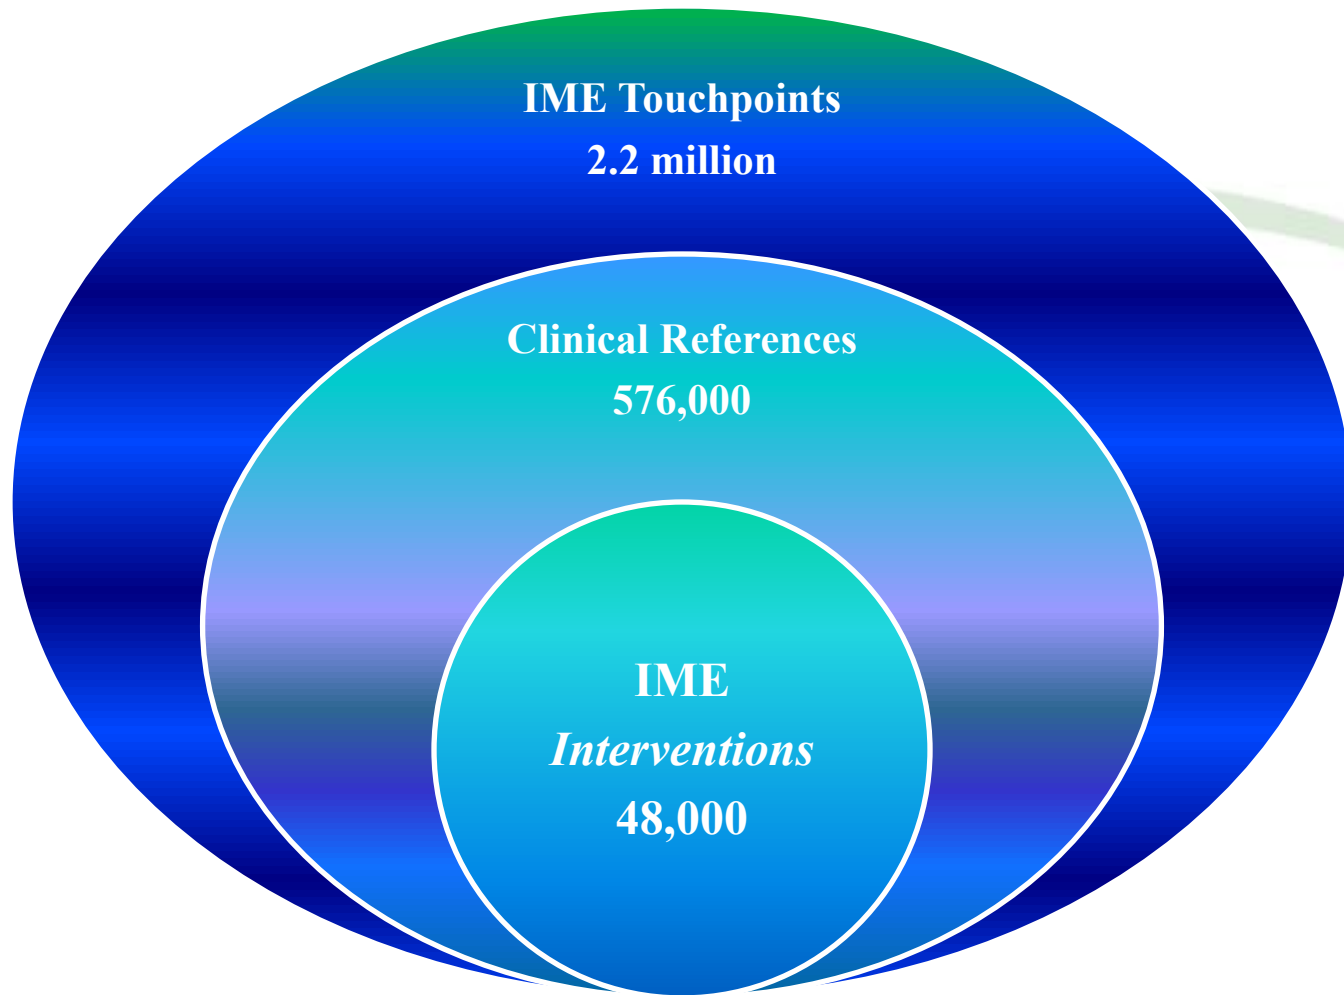 IME Touchpoints
2.2 million
Clinical References
576,000
IME
Interventions
48,000